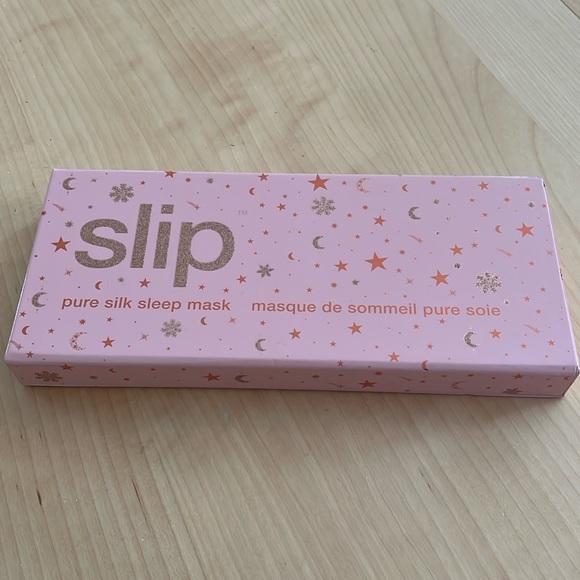 slip™
pure silk sleep mask masque de sommeil pure soie